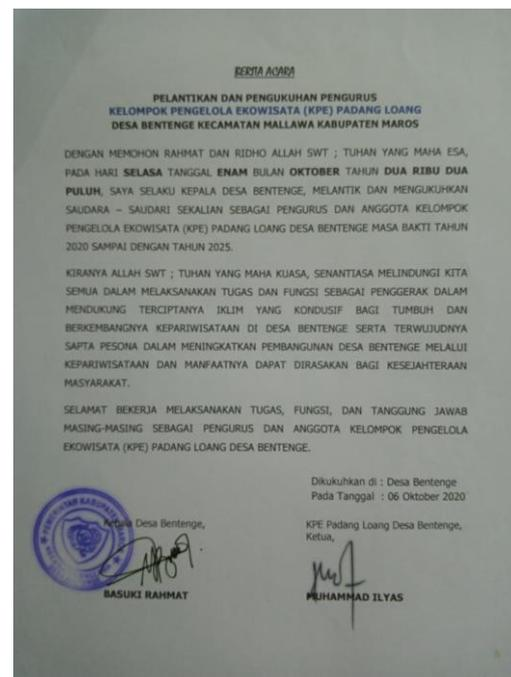 BERITA ACARA
PELANTIKAN DAN PENGUKUHAN PENGURUS
KELOMPOK PENGELOLA EKOWISATA (KPE) PADANG LOANG
DESA BENTENGE KECAMATAN MALLAWA KABUPATEN MAROS
DENGAN MEMOHON RAHMAT DAN RIDHO ALLAH SWT ; TUHAN YANG MAHA ESA,
PADA HARI SELASA TANGGAL ENAM BULAN OKTOBER TAHUN DUA RIBU DUA
PULUH, SAYA SELAKU KEPALA DESA BENTENGE, MELANTIK DAN MENGUKUHKAN
SAUDARA – SAUDARI SEKALIAN SEBAGAI PENGURUS DAN ANGGOTA KELOMPOK
PENGELOLA EKOWISATA (KPE) PADANG LOANG DESA BENTENGE MASA BAKTI TAHUN
2020 SAMPAI DENGAN TAHUN 2025.
KIRANYA ALLAH SWT ; TUHAN YANG MAHA KUASA, SENANTIASA MELINDUNGI KITA
SEMUA DALAM MELAKSANAKAN TUGAS DAN FUNGSI SEBAGAI PENGGERAK DALAM
MENDUKUNG TERCIPTANYA IKLIM YANG KONDUSIF BAGI TUMBUH DAN
BERKEMBANGNYA KEPARIWISATAAN DI DESA BENTENGE SERTA TERWUJUDNYA
SAPTA PESONA DALAM MENINGKATKAN PEMBANGUNAN DESA BENTENGE MELALUI
KEPARIWISATAAN DAN MANFAATNYA DAPAT DIRASAKAN BAGI KESEJAHTERAAN
MASYARAKAT.
SELAMAT BEKERJA MELAKSANAKAN TUGAS, FUNGSI, DAN TANGGUNG JAWAB
MASING-MASING SEBAGAI PENGURUS DAN ANGGOTA KELOMPOK PENGELOLA
EKOWISATA (KPE) PADANG LOANG DESA BENTENGE.
Dikukuhkan di : Desa Bentenge
Pada Tanggal : 06 Oktober 2020
Kepala Desa Bentenge,
KPE Padang Loang Desa Bentenge,
Ketua,
PEMERINTAH KABUPATEN
BASUKI RAHMAT
MUHAMMAD ILYAS